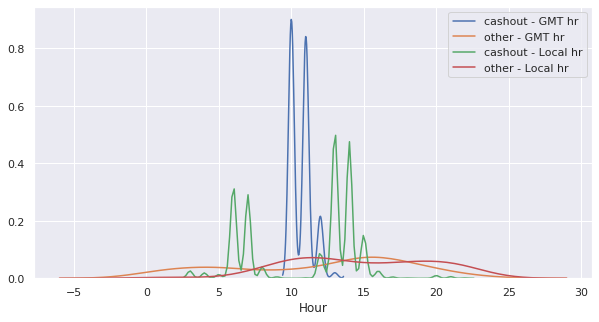 cashout - GMT hr
other - GMT hr
cashout - Local hr
other - Local hr
0.8
0.6
0.4
0.2
0.0
−5 0 5 10 15 20 25 30
Hour